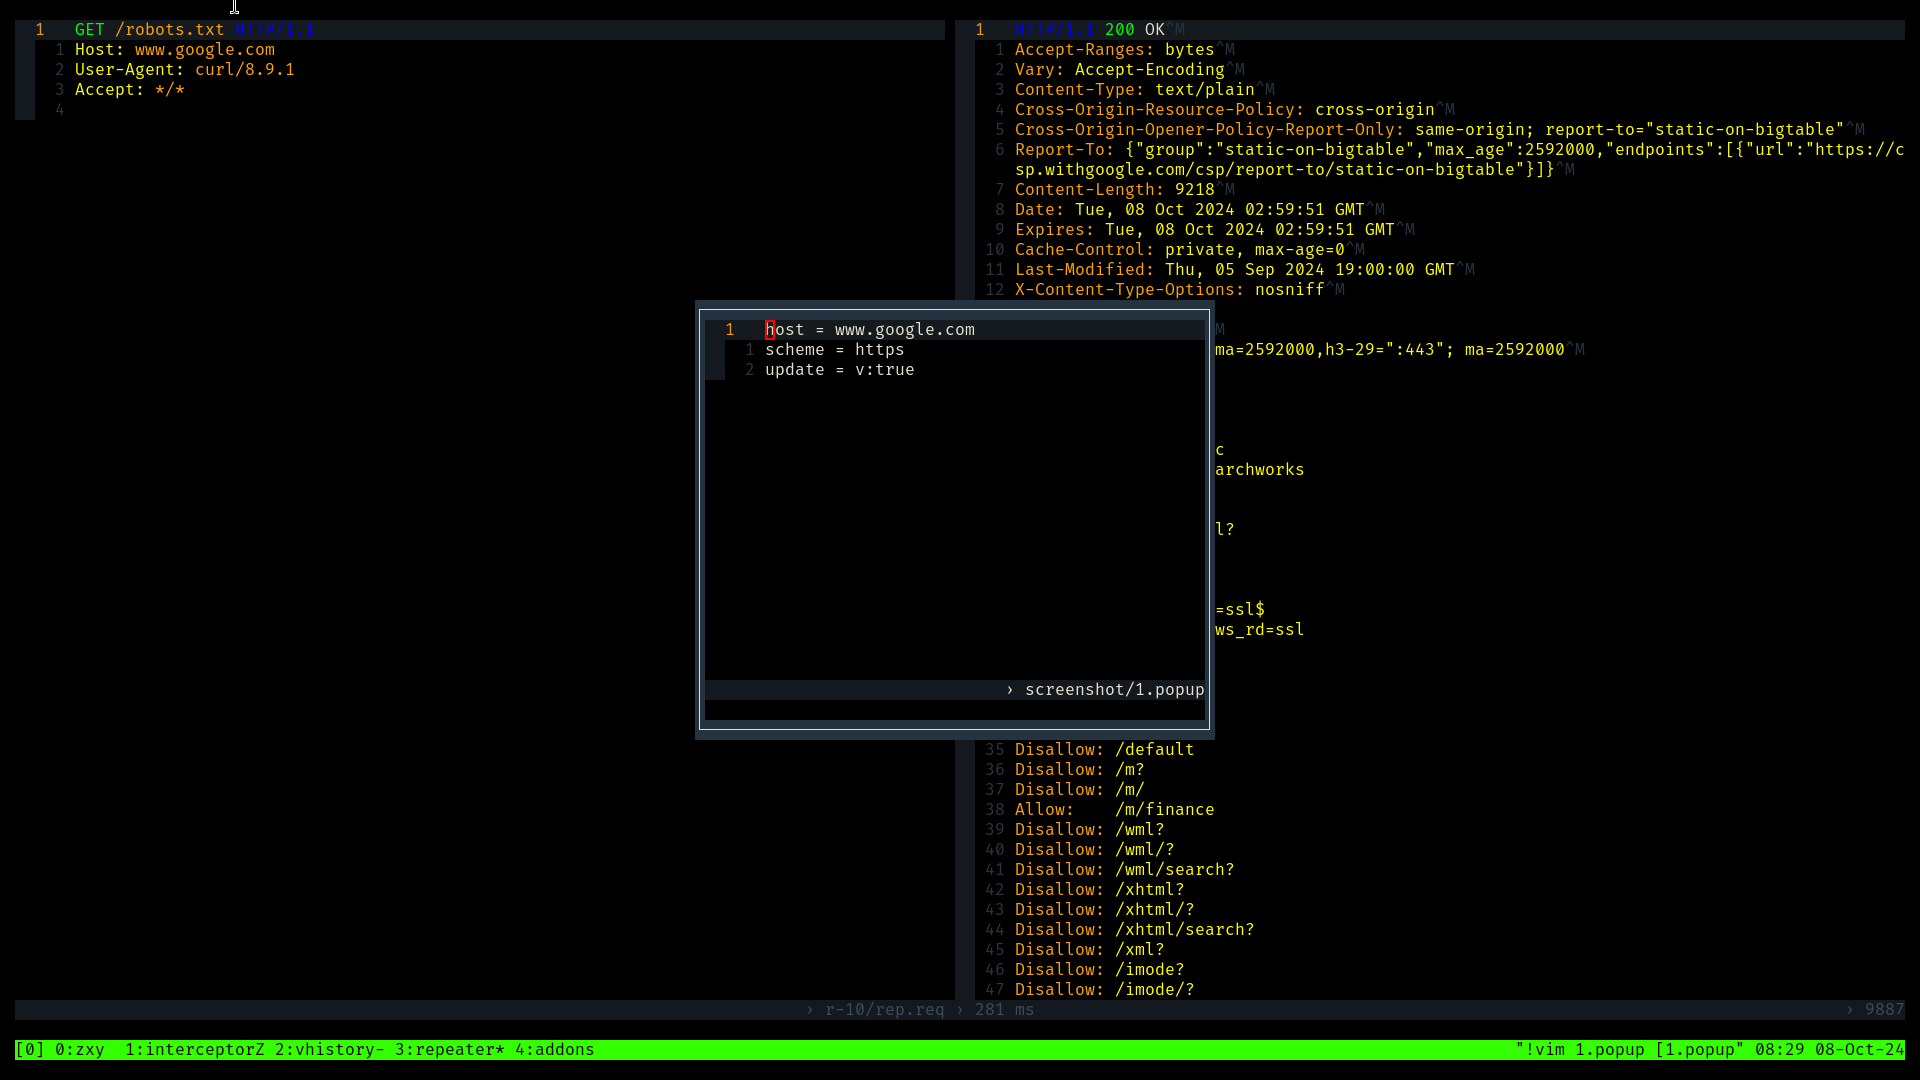 1   GET /robots.txt HTTP/1.1
1 Host: www.google.com
2 User-Agent: curl/8.9.1
3 Accept: */*
4
1   HTTP/1.1 200 OK^M
1 Accept-Ranges: bytes^M
2 Vary: Accept-Encoding^M
3 Content-Type: text/plain^M
4 Cross-Origin-Resource-Policy: cross-origin^M
5 Cross-Origin-Opener-Policy-Report-Only: same-origin; report-to="static-on-bigtable"^M
6 Report-To: {"group":"static-on-bigtable","max_age":2592000,"endpoints":[{"url":"https://c
sp.withgoogle.com/csp/report-to/static-on-bigtable"}]}^M
7 Content-Length: 9218^M
8 Date: Tue, 08 Oct 2024 02:59:51 GMT^M
9 Expires: Tue, 08 Oct 2024 02:59:51 GMT^M
10 Cache-Control: private, max-age=0^M
11 Last-Modified: Thu, 05 Sep 2024 19:00:00 GMT^M
12 X-Content-Type-Options: nosniff^M
M
ma=2592000,h3-29=":443"; ma=2592000^M
c
archworks
l?
=ssl$
ws_rd=ssl
1   host = www.google.com
1 scheme = https
2 update = v:true
› screenshot/1.popup
35 Disallow: /default
36 Disallow: /m?
37 Disallow: /m/
38 Allow:    /m/finance
39 Disallow: /wml?
40 Disallow: /wml/?
41 Disallow: /wml/search?
42 Disallow: /xhtml?
43 Disallow: /xhtml/?
44 Disallow: /xhtml/search?
45 Disallow: /xml?
46 Disallow: /imode?
47 Disallow: /imode/?
› r-10/rep.req › 281 ms › 9887
[0] 0:zxy  1:interceptorZ 2:vhistory- 3:repeater* 4:addons "!vim 1.popup [1.popup" 08:29 08-Oct-24